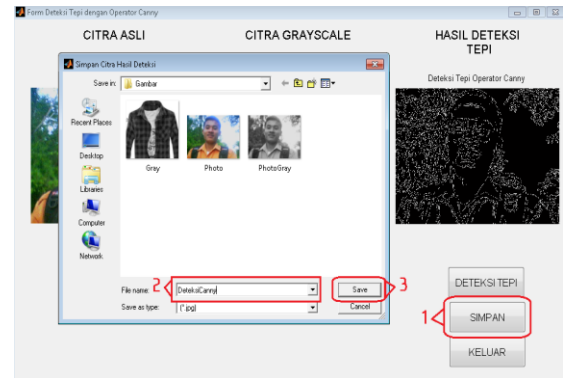 Form Deteksi Tepi dengan Operator Canny
CITRA ASLI
CITRA GRAYSCALE
HASIL DETEKSI
TEPI
Deteksi Tepi Operator Canny
Simpan Citra Hasil Deteksi
Save in:
Gambar
Recent Places
Desktop
Libraries
Computer
Network
Gray
Photo
PhotoGray
File name:
2
DeteksiCanny
Save
3
Save as type:
(*.jpg)
Cancel
DETEKSI TEPI
1
SIMPAN
KELUAR